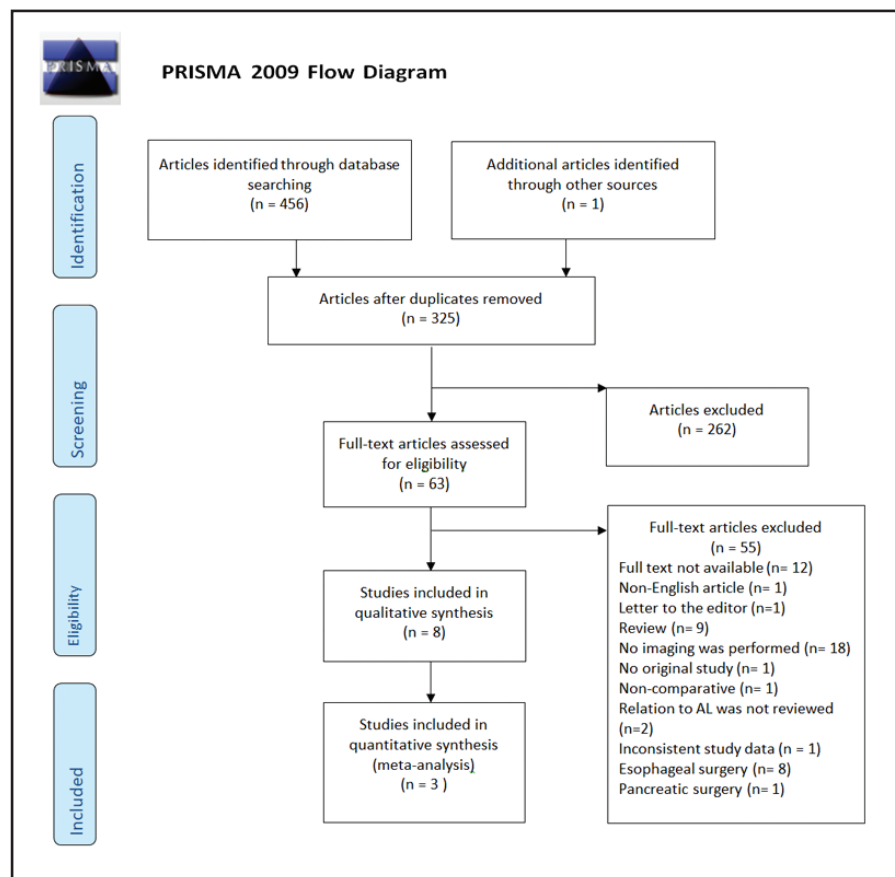 PRISMA
PRISMA 2009 Flow Diagram
Identification
Articles identified through database
searching
(n = 456)
Additional articles identified
through other sources
(n = 1)
Articles after duplicates removed
(n = 325)
Screening
Articles excluded
(n = 262)
Full-text articles assessed
for eligibility
(n = 63)
Eligibility
Full-text articles excluded
(n = 55)
Full text not available (n= 12)
Non-English article (n= 1)
Letter to the editor (n=1)
Review (n= 9)
No imaging was performed (n= 18)
No original study (n= 1)
Non-comparative (n= 1)
Relation to AL was not reviewed
(n=2)
Inconsistent study data (n = 1)
Esophageal surgery (n= 8)
Pancreatic surgery (n= 1)
Studies included in
qualitative synthesis
(n = 8)
Included
Studies included in
quantitative synthesis
(meta-analysis)
(n = 3 )